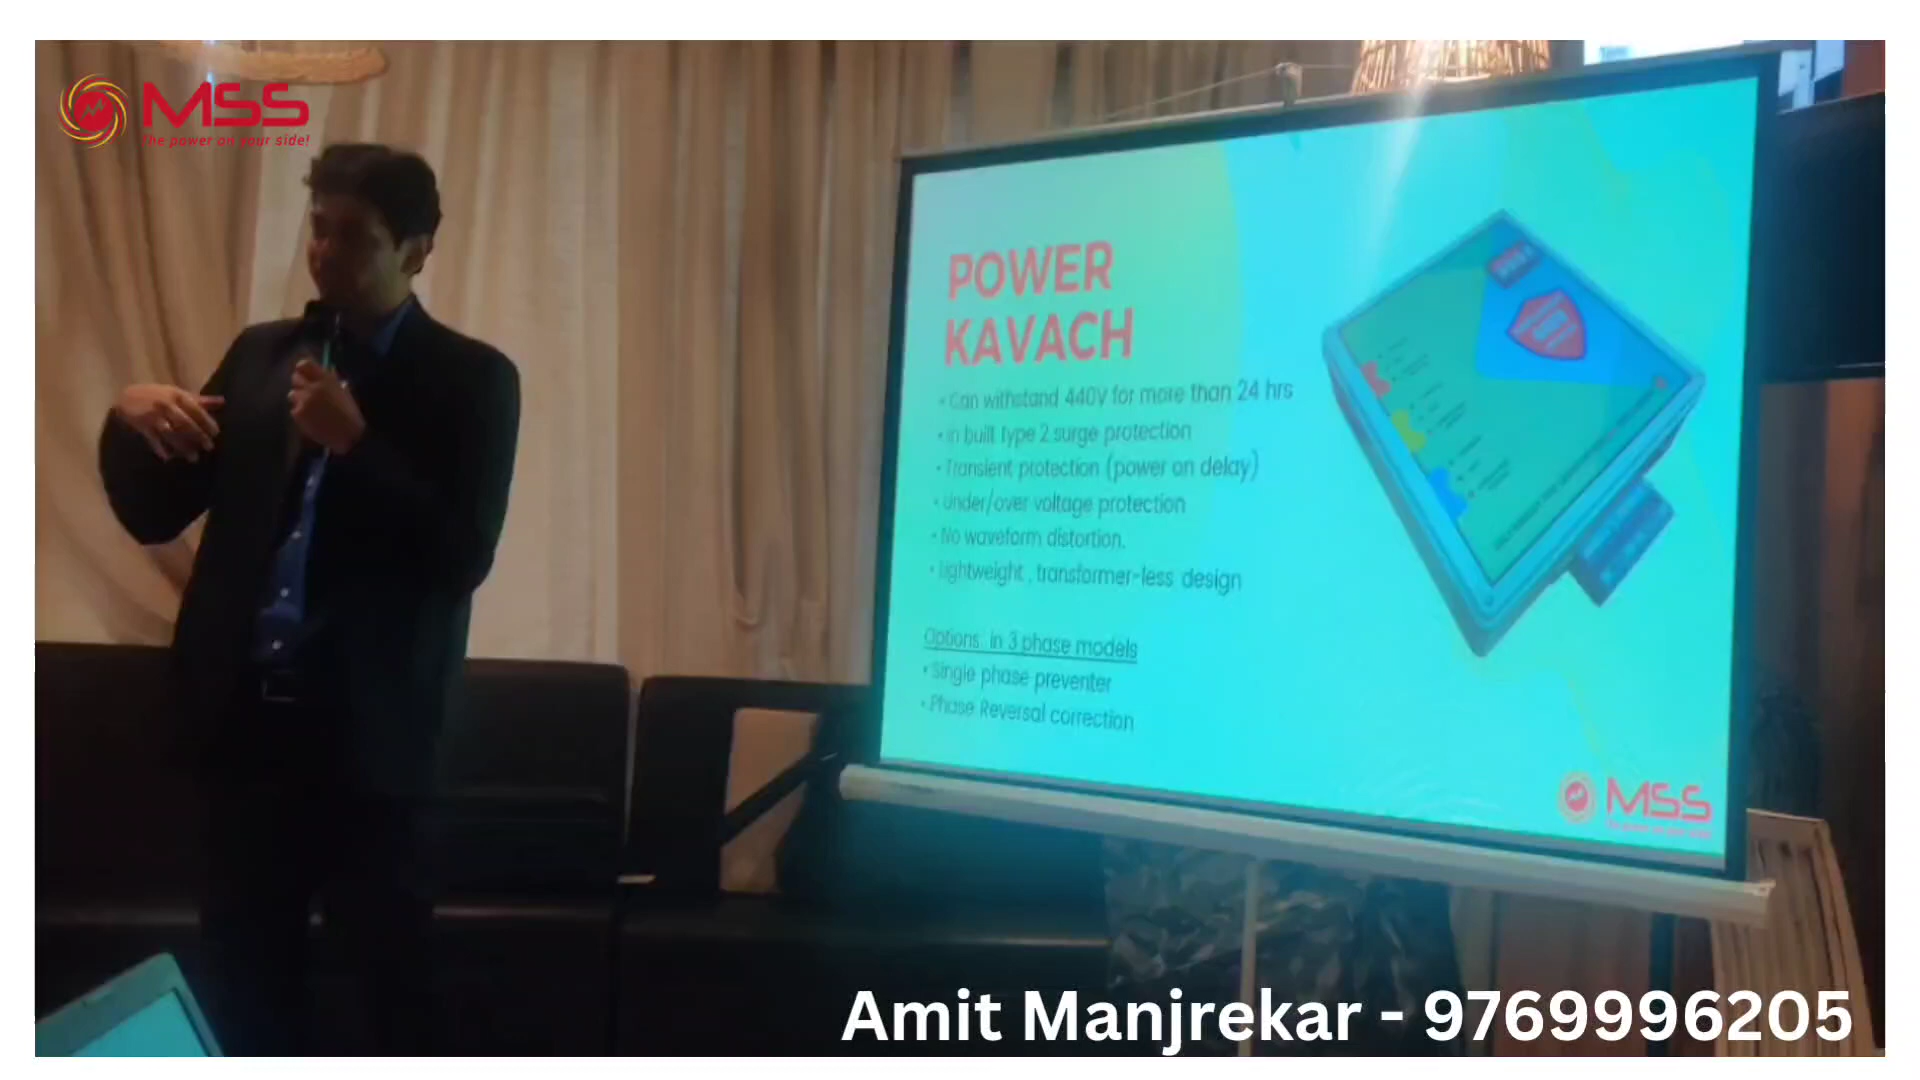 MSS
The power on your side!
POWER
KAVACH
• Can withstand 440V for more than 24 hrs
• in built type 2 surge protection
• Transient protection (power on delay)
• Under/over voltage protection
• No waveform distortion.
• Lightweight , transformer-less design
Options in 3 phase models
• Single phase preventer
• Phase Reversal correction
MSS
Amit Manjrekar - 9769996205